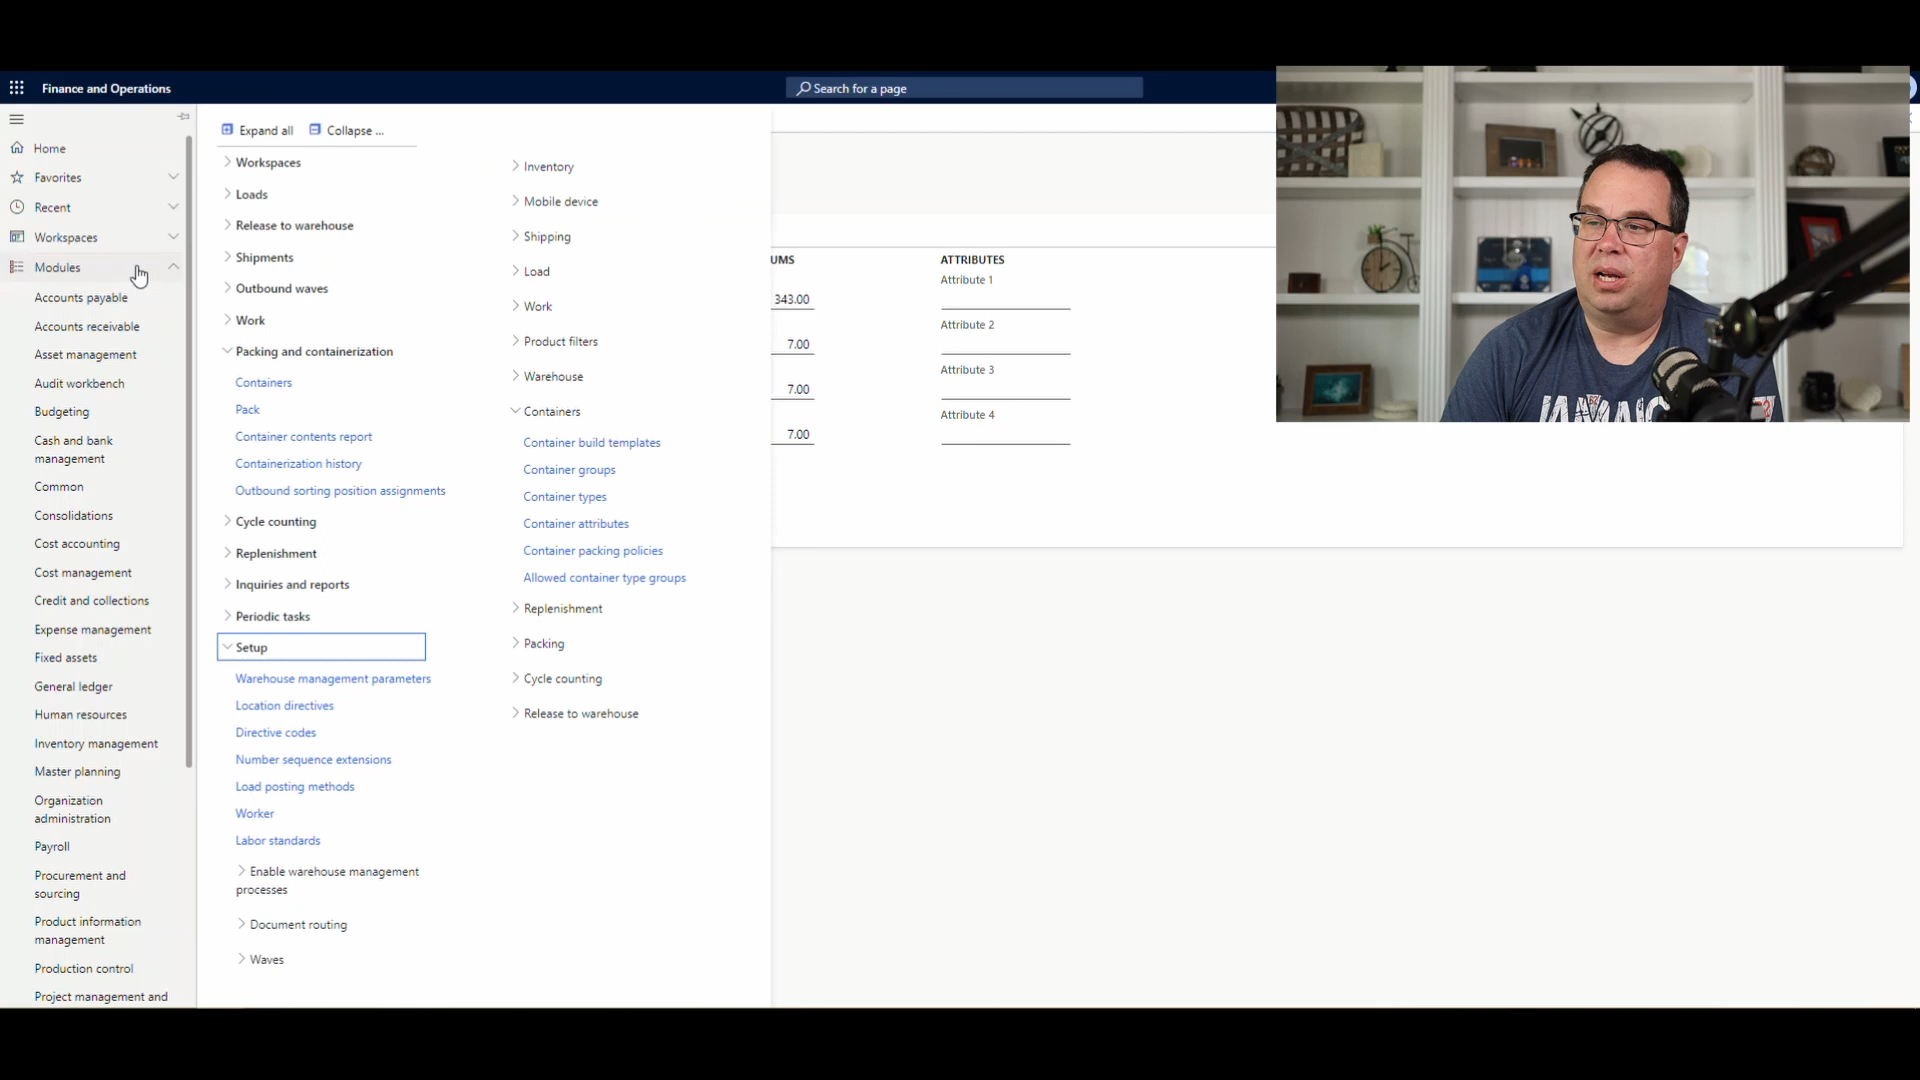 Finance and Operations
Search for a page
Home
Favorites
Recent
Workspaces
Modules
Accounts payable
Accounts receivable
Asset management
Audit workbench
Budgeting
Cash and bank
management
Common
Consolidations
Cost accounting
Cost management
Credit and collections
Expense management
Fixed assets
General ledger
Human resources
Inventory management
Master planning
Organization
administration
Payroll
Procurement and
sourcing
Product information
management
Production control
Project management and
Expand all
Collapse ...
Workspaces
Loads
Release to warehouse
Shipments
Outbound waves
Work
Packing and containerization
Containers
Pack
Container contents report
Containerization history
Outbound sorting position assignments
Cycle counting
Replenishment
Inquiries and reports
Periodic tasks
Setup
Warehouse management parameters
Location directives
Directive codes
Number sequence extensions
Load posting methods
Worker
Labor standards
Enable warehouse management
processes
Document routing
Waves
Inventory
Mobile device
Shipping
Load
Work
Product filters
Warehouse
Containers
Container build templates
Container groups
Container types
Container attributes
Container packing policies
Allowed container type groups
Replenishment
Packing
Cycle counting
Release to warehouse
UMS
343.00
7.00
7.00
7.00
ATTRIBUTES
Attribute 1
Attribute 2
Attribute 3
Attribute 4